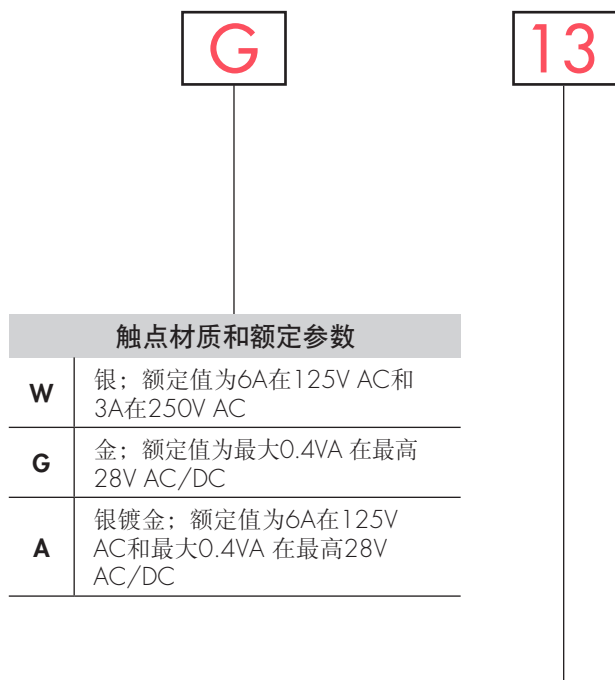 G
13
触点材质和额定参数
W
银；额定值为6A在125V AC和
3A在250V AC
G
金；额定值为最大0.4VA 在最高
28V AC/DC
A
银镀金；额定值为6A在125V
AC和最大0.4VA 在最高28V
AC/DC